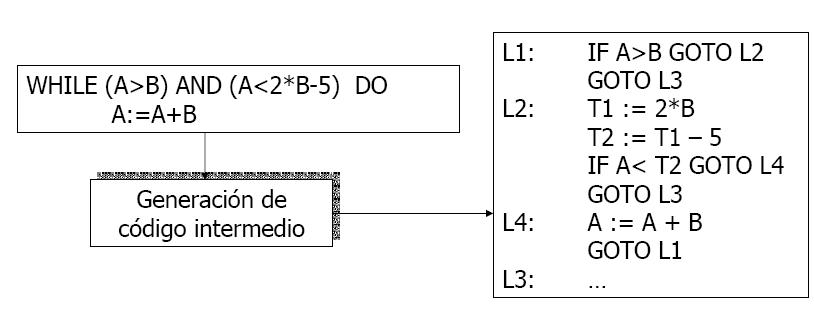 WHILE (A>B) AND (A<2*B-5) DO
A:=A+B
Generación de
código intermedio
L1: IF A>B GOTO L2
GOTO L3
L2: T1 := 2*B
T2 := T1 – 5
IF A< T2 GOTO L4
GOTO L3
L4: A := A + B
GOTO L1
L3: ...